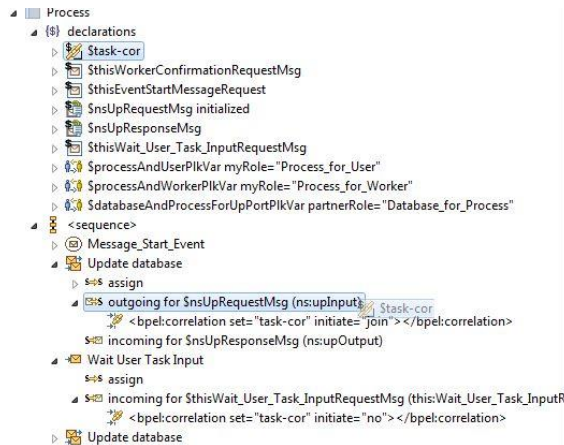 Process
{$} declarations
$task-cor
$thisWorkerConfirmationRequestMsg
$thisEventStartMessageRequest
$nsUpRequestMsg initialized
$nsUpResponseMsg
$thisWait_User_Task_InputRequestMsg
$processAndUserPlkVar myRole="Process_for_User"
$processAndWorkerPlkVar myRole="Process_for_Worker"
$databaseAndProcessForUpPortPlkVar partnerRole="Database_for_Process"
<sequence>
Message_Start_Event
Update database
assign
outgoing for $nsUpRequestMsg (ns:upInput) $task-cor
<bpel:correlation set="task-cor" initiate="join"></bpel:correlation>
incoming for $nsUpResponseMsg (ns:upOutput)
Wait User Task Input
assign
incoming for $thisWait_User_Task_InputRequestMsg (this:Wait_User_Task_InputR
<bpel:correlation set="task-cor" initiate="no"></bpel:correlation>
Update database